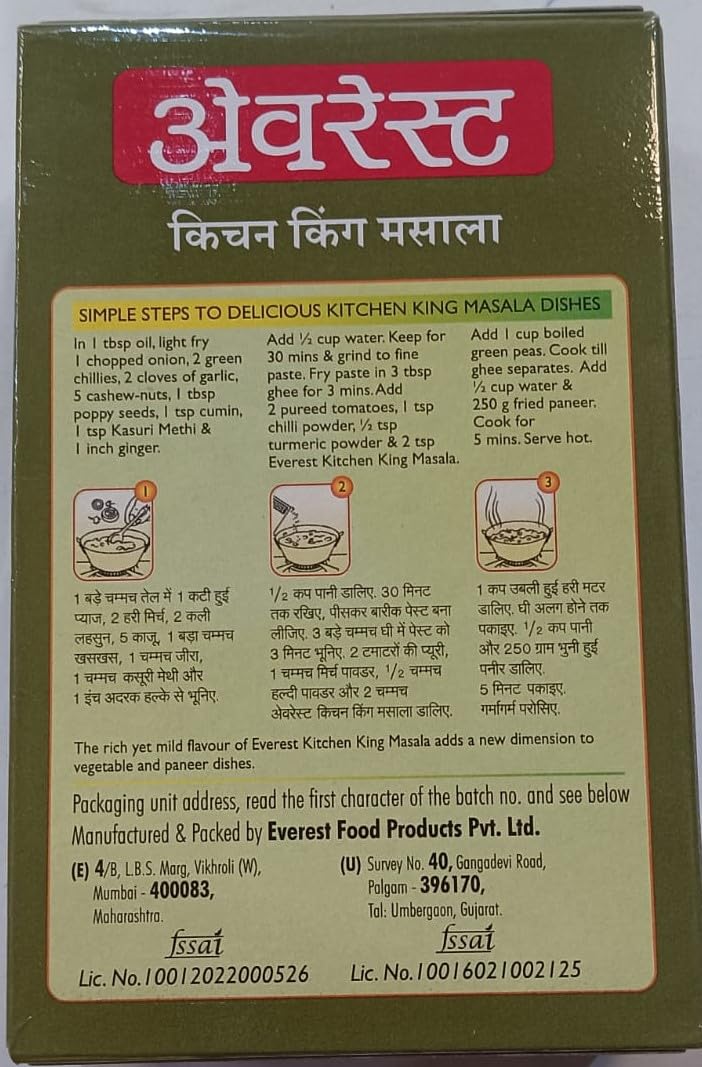 अेवरेस्ट
किचन किंग मसाला
SIMPLE STEPS TO DELICIOUS KITCHEN KING MASALA DISHES
In 1 tbsp oil, light fry
1 chopped onion, 2 green
chillies, 2 cloves of garlic,
5 cashew-nuts, 1 tbsp
poppy seeds, 1 tsp cumin,
1 tsp Kasuri Methi &
1 inch ginger.
Add ½ cup water. Keep for
30 mins & grind to fine
paste. Fry paste in 3 tbsp
ghee for 3 mins. Add
2 pureed tomatoes, 1 tsp
chilli powder, ½ tsp
turmeric powder & 2 tsp
Everest Kitchen King Masala.
Add 1 cup boiled
green peas. Cook till
ghee separates. Add
½ cup water &
250 g fried paneer.
Cook for
5 mins. Serve hot.
1
2
3
1 बड़े चम्मच तेल में 1 कटी हुई
प्याज, 2 हरी मिर्च, 2 कली
लहसुन, 5 काजू, 1 बड़ा चम्मच
खसखस, 1 चम्मच जीरा,
1 चम्मच कसूरी मेथी और
1 इंच अदरक हल्के से भूनिए.
1/2 कप पानी डालिए. 30 मिनट
तक रखिए, पीसकर बारीक पेस्ट बना
लीजिए. 3 बड़े चम्मच घी में पेस्ट को
3 मिनट भूनिए. 2 टमाटरों की प्यूरी,
1 चम्मच मिर्च पावडर, 1/2 चम्मच
हल्दी पावडर और 2 चम्मच
अेवरेस्ट किचन किंग मसाला डालिए.
1 कप उबली हुई हरी मटर
डालिए. घी अलग होने तक
पकाइए. 1/2 कप पानी
और 250 ग्राम भुनी हुई
पनीर डालिए.
5 मिनट पकाइए.
गर्मागर्म परोसिए.
The rich yet mild flavour of Everest Kitchen King Masala adds a new dimension to
vegetable and paneer dishes.
Packaging unit address, read the first character of the batch no. and see below
Manufactured & Packed by Everest Food Products Pvt. Ltd.
(E) 4/B, L.B.S. Marg, Vikhroli (W),
Mumbai - 400083,
Maharashtra.
fssai
Lic. No.10012022000526
(U) Survey No. 40, Gangadevi Road,
Palgam - 396170,
Tal: Umbergaon, Gujarat.
fssai
Lic. No.10016021002125